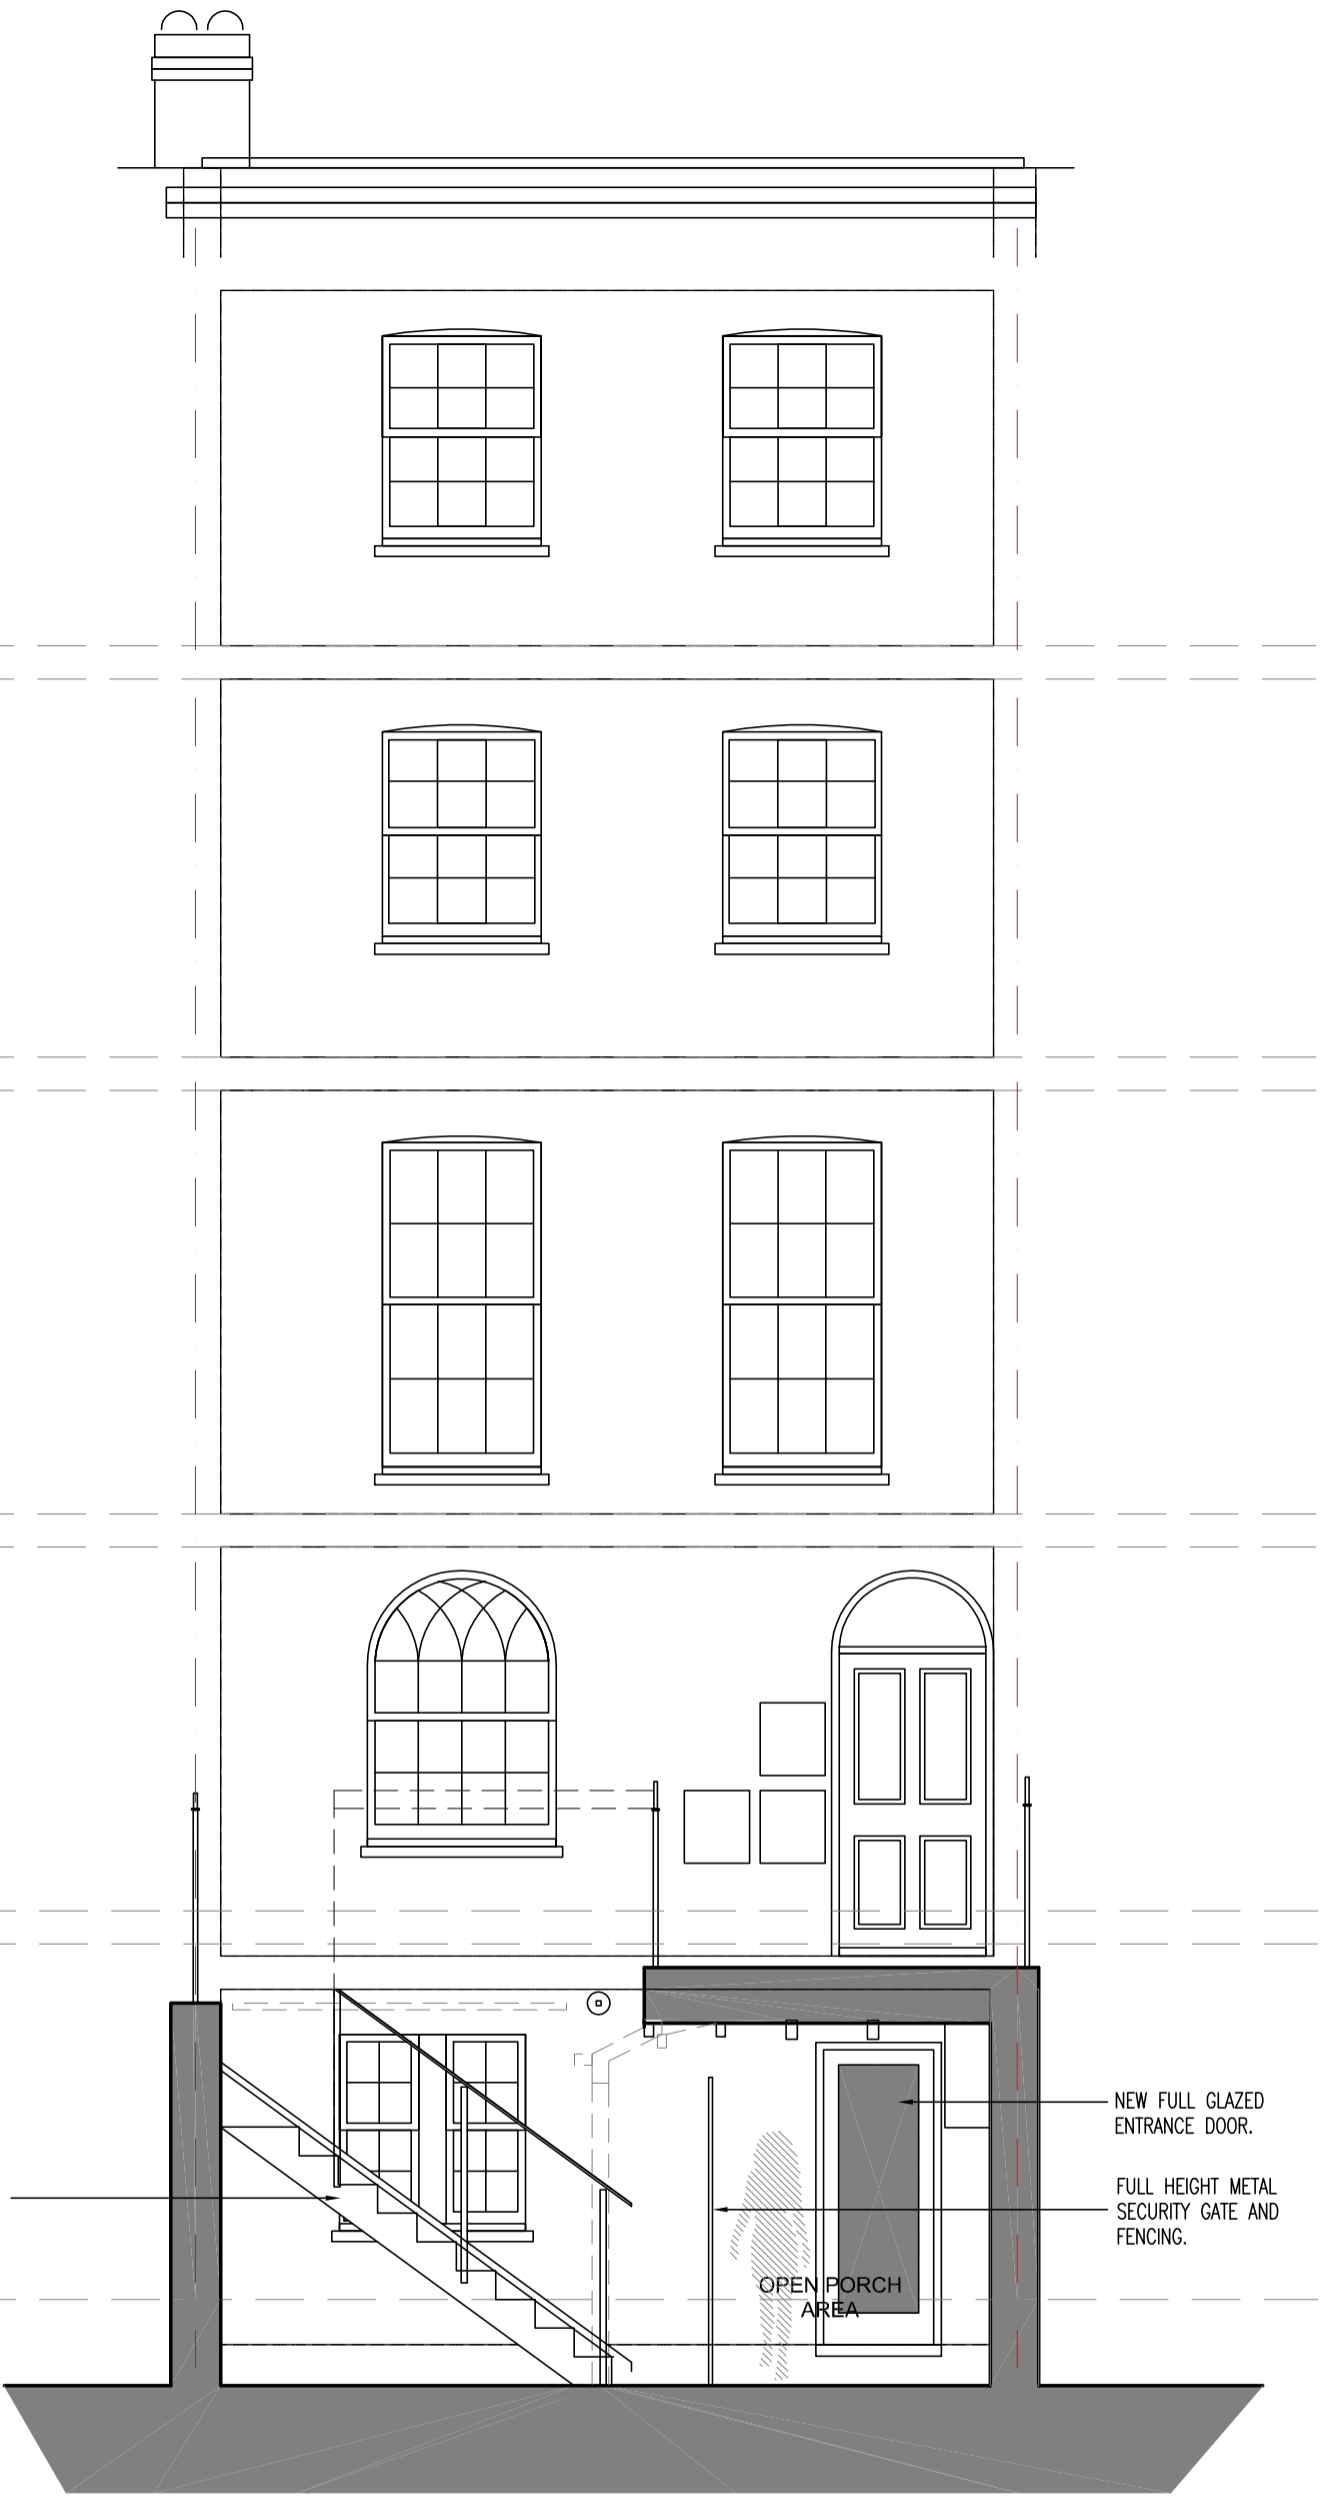 NEW FULL GLAZED
ENTRANCE DOOR.
FULL HEIGHT METAL
SECURITY GATE AND
FENCING.
OPEN PORCH
AREA